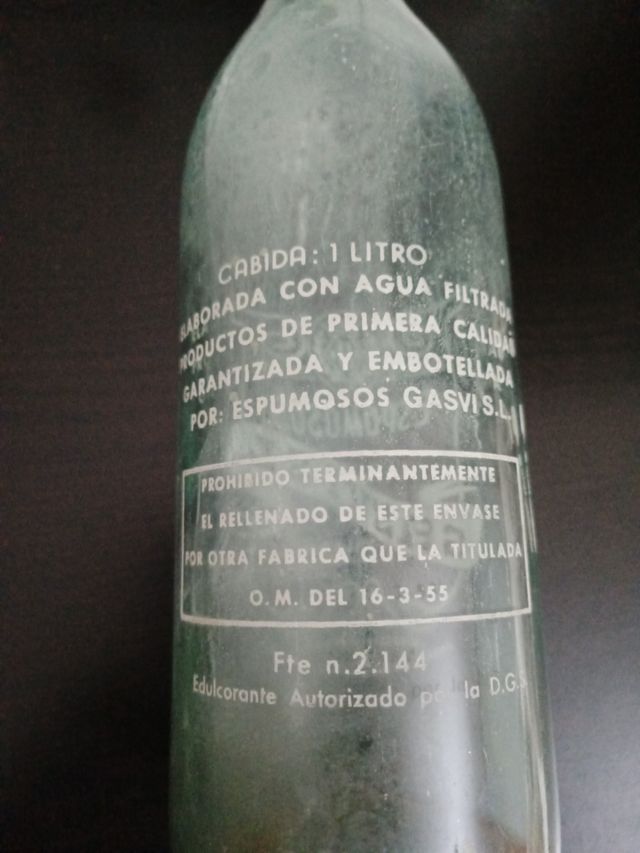 CABIDA: 1 LITRO
ELABORADA CON AGUA FILTRADA
PRODUCTOS DE PRIMERA CALIDAD
GARANTIZADA Y EMBOTELLADA
POR: ESPUMOSOS GASVI S.L.
PROHIBIDO TERMINANTEMENTE
EL RELLENADO DE ESTE ENVASE
POR OTRA FABRICA QUE LA TITULADA
O.M. DEL 16-3-55
Fte n.2.144
Edulcorante Autorizado por la D.G.S.